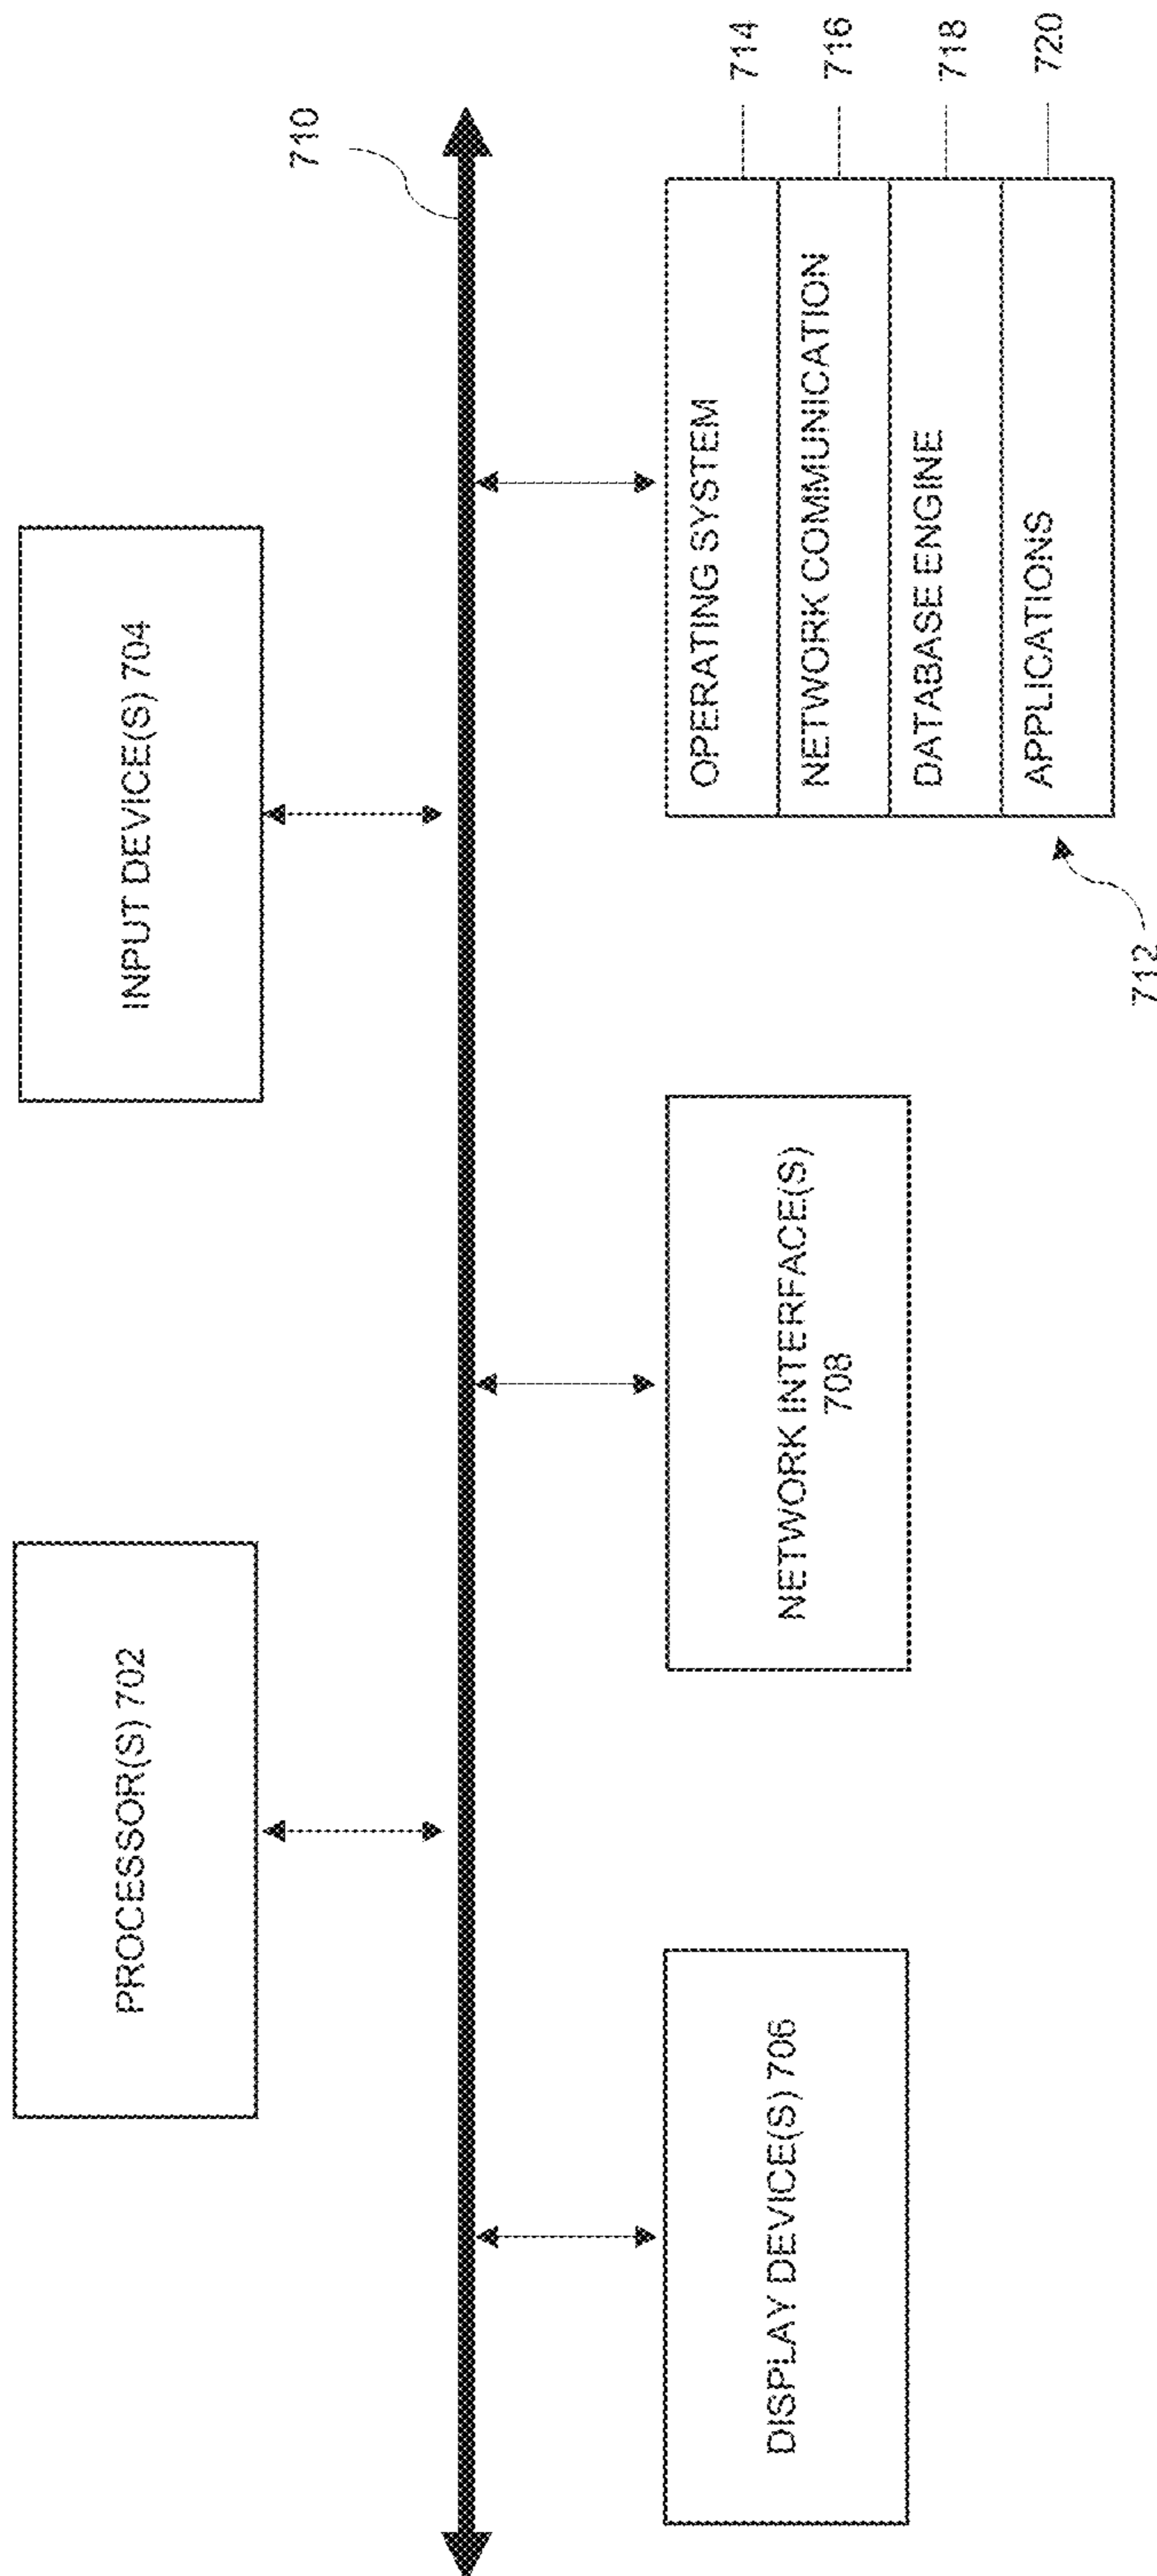 PROCESSOR(S) 702
INPUT DEVICE(S) 704
710
DISPLAY DEVICE(S) 706
NETWORK INTERFACE(S)
708
OPERATING SYSTEM
714
NETWORK COMMUNICATION
716
DATABASE ENGINE
718
APPLICATIONS
720
712